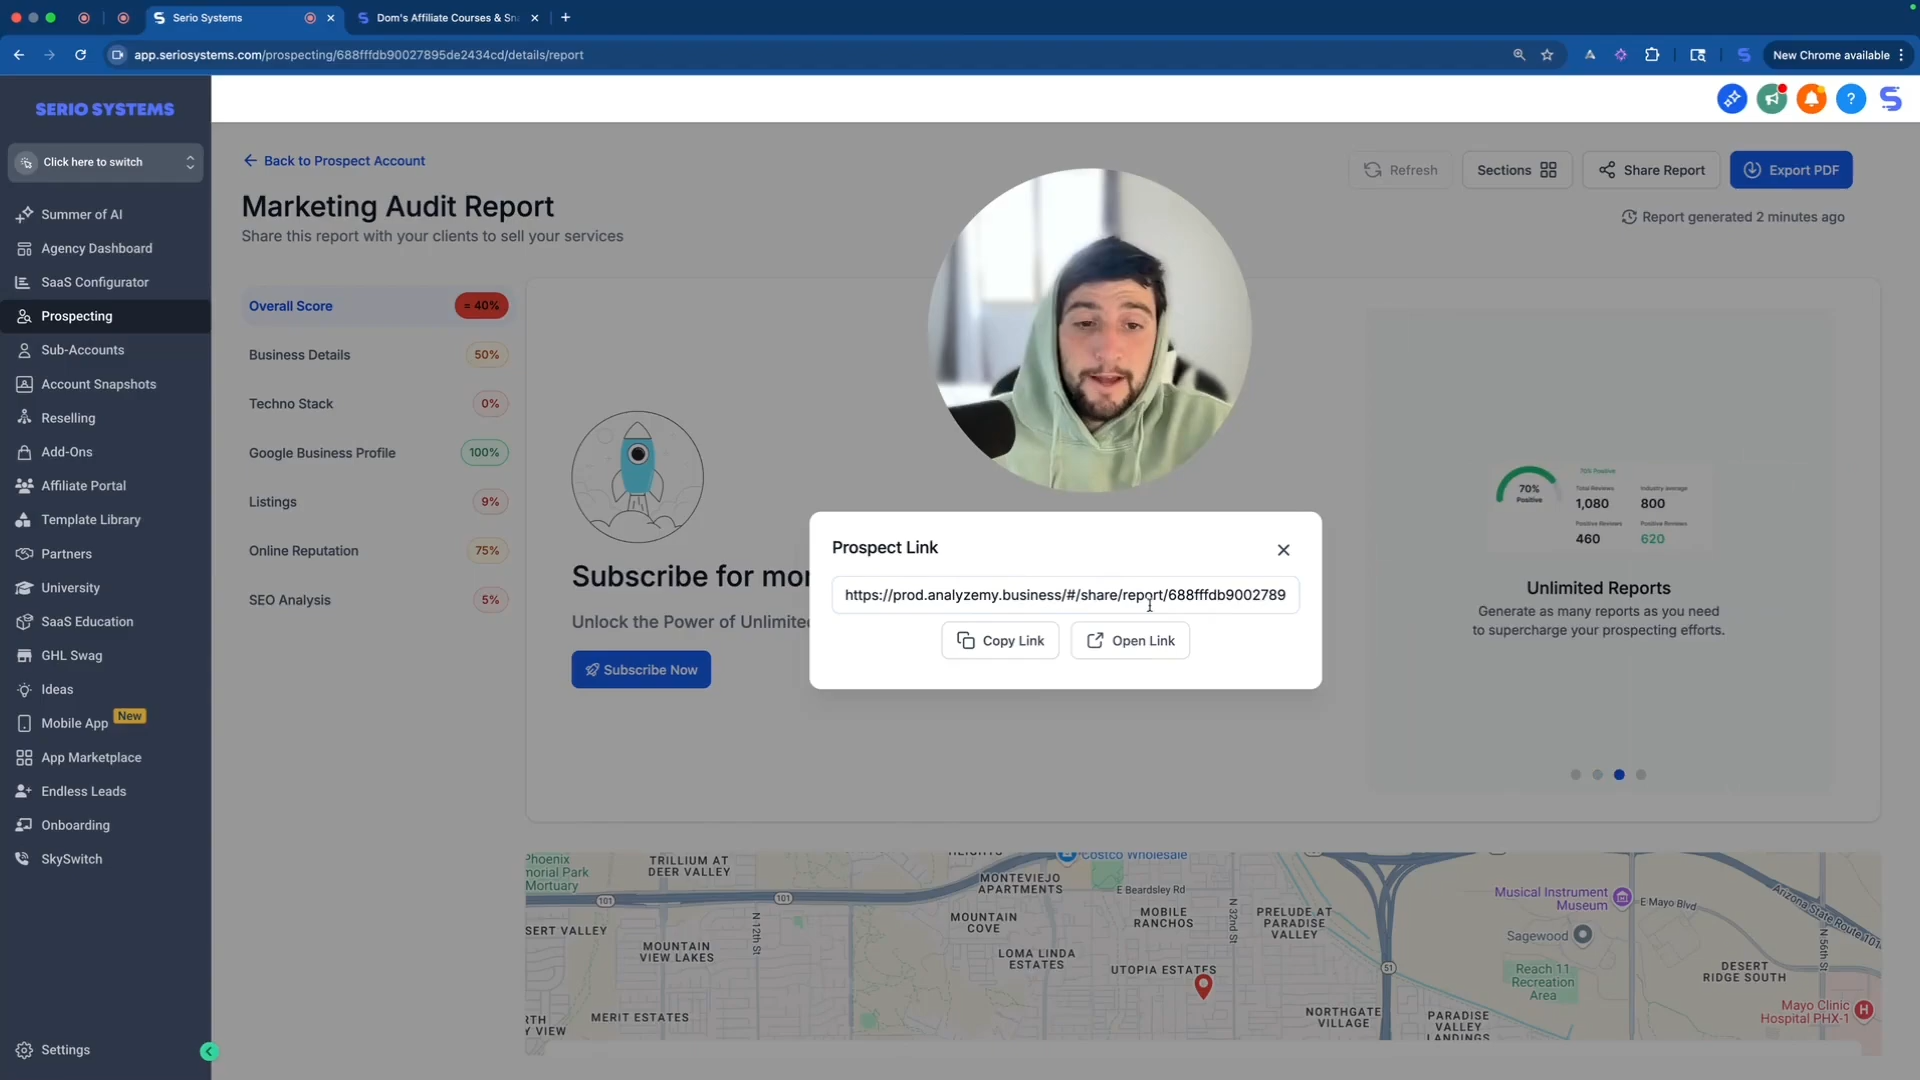 Serio Systems
Dom's Affiliate Courses & Sn
app.seriosystems.com/prospecting/688fffdb90027895de2434cd/details/report
New Chrome available
SERIO SYSTEMS
Click here to switch
Summer of AI
Agency Dashboard
SaaS Configurator
Prospecting
Sub-Accounts
Account Snapshots
Reselling
Add-Ons
Affiliate Portal
Template Library
Partners
University
SaaS Education
GHL Swag
Ideas
Mobile App New
App Marketplace
Endless Leads
Onboarding
SkySwitch
Settings
Back to Prospect Account
Marketing Audit Report
Share this report with your clients to sell your services
Refresh
Sections
Share Report
Export PDF
Report generated 2 minutes ago
Overall Score = 40%
Business Details 50%
Techno Stack 0%
Google Business Profile 100%
Listings 9%
Online Reputation 75%
SEO Analysis 5%
Subscribe for mor
Unlock the Power of Unlimite
Subscribe Now
Prospect Link
https://prod.analyzemy.business/#/share/report/688fffdb9002789
Copy Link
Open Link
70%
Positive
70% Positive
Total Reviews Industry average
1,080 800
Positive Reviews Positive Reviews
460 620
Unlimited Reports
Generate as many reports as you need
to supercharge your prospecting efforts.
Phoenix
morial Park
Mortuary
TRILLIUM AT
DEER VALLEY
HEIGHTS
Costco Wholesale
MONTEVIEJO
APARTMENTS
E Beardsley Rd
101
101
SERT VALLEY
MOUNTAIN
VIEW LAKES
N 12th St
MOUNTAIN
COVE
MOBILE
RANCHOS
N 32nd St
PRELUDE AT
PARADISE
VALLEY
LOMA LINDA
ESTATES
UTOPIA ESTATES
51
Musical Instrument
Museum
E Mayo Blvd
Arizona State Route 101
Sagewood
N 56th St
Reach 11
Recreation
Area
DESERT
RIDGE SOUTH
Mayo Clinic
Hospital PHX-1
H
RTH
Y VIEW
MERIT ESTATES
NORTHGATE
VILLAGE
PARADISE
VALLEY
LANDINGS